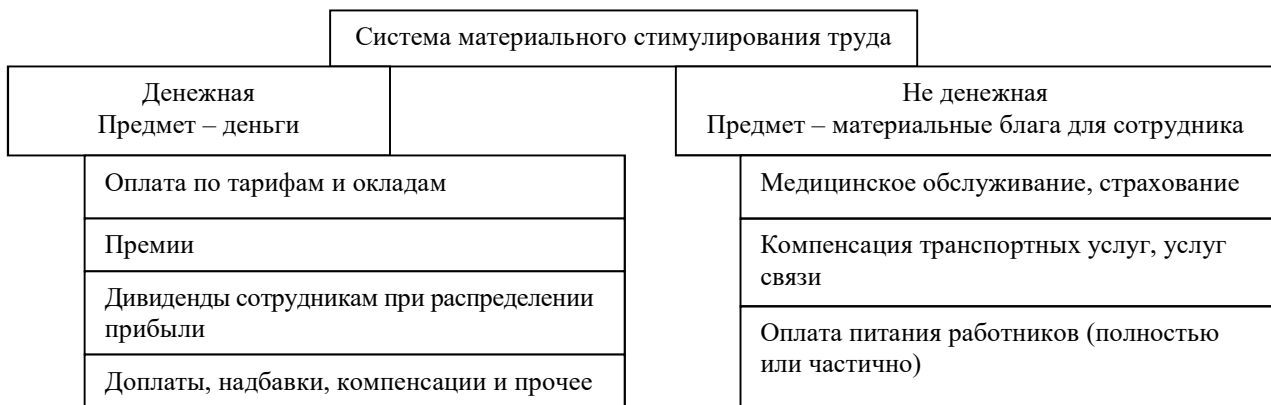 Система материального стимулирования труда
Денежная
Предмет – деньги
Оплата по тарифам и окладам
Премии
Дивиденды сотрудникам при распределении
прибыли
Доплаты, надбавки, компенсации и прочее
Не денежная
Предмет – материальные блага для сотрудника
Медицинское обслуживание, страхование
Компенсация транспортных услуг, услуг
связи
Оплата питания работников (полностью
или частично)